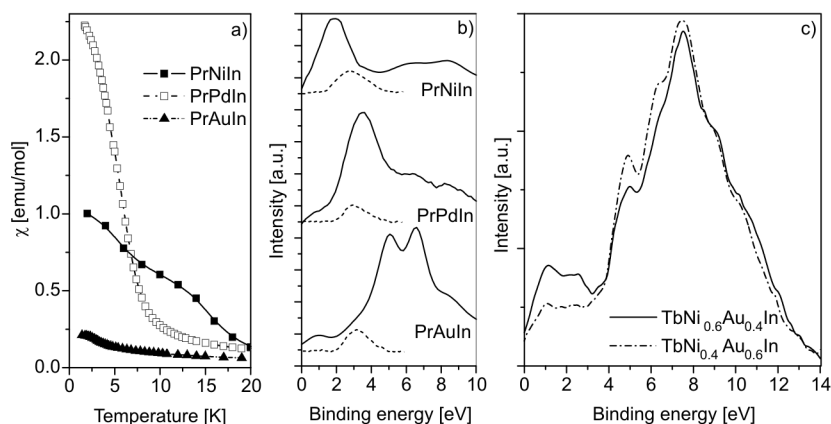 a)
PrNiIn
PrPdIn
PrAuIn
2.0
1.5
1.0
0.5
0.0
χ [emu/mol]
0 5 10 15 20
Temperature [K]
b)
PrNiIn
PrPdIn
PrAuIn
Intensity [a.u.]
0 2 4 6 8 10
Binding energy [eV]
c)
TbNi0.6Au0.4In
TbNi0.4Au0.6In
Intensity [a.u.]
0 2 4 6 8 10 12 14
Binding energy [eV]